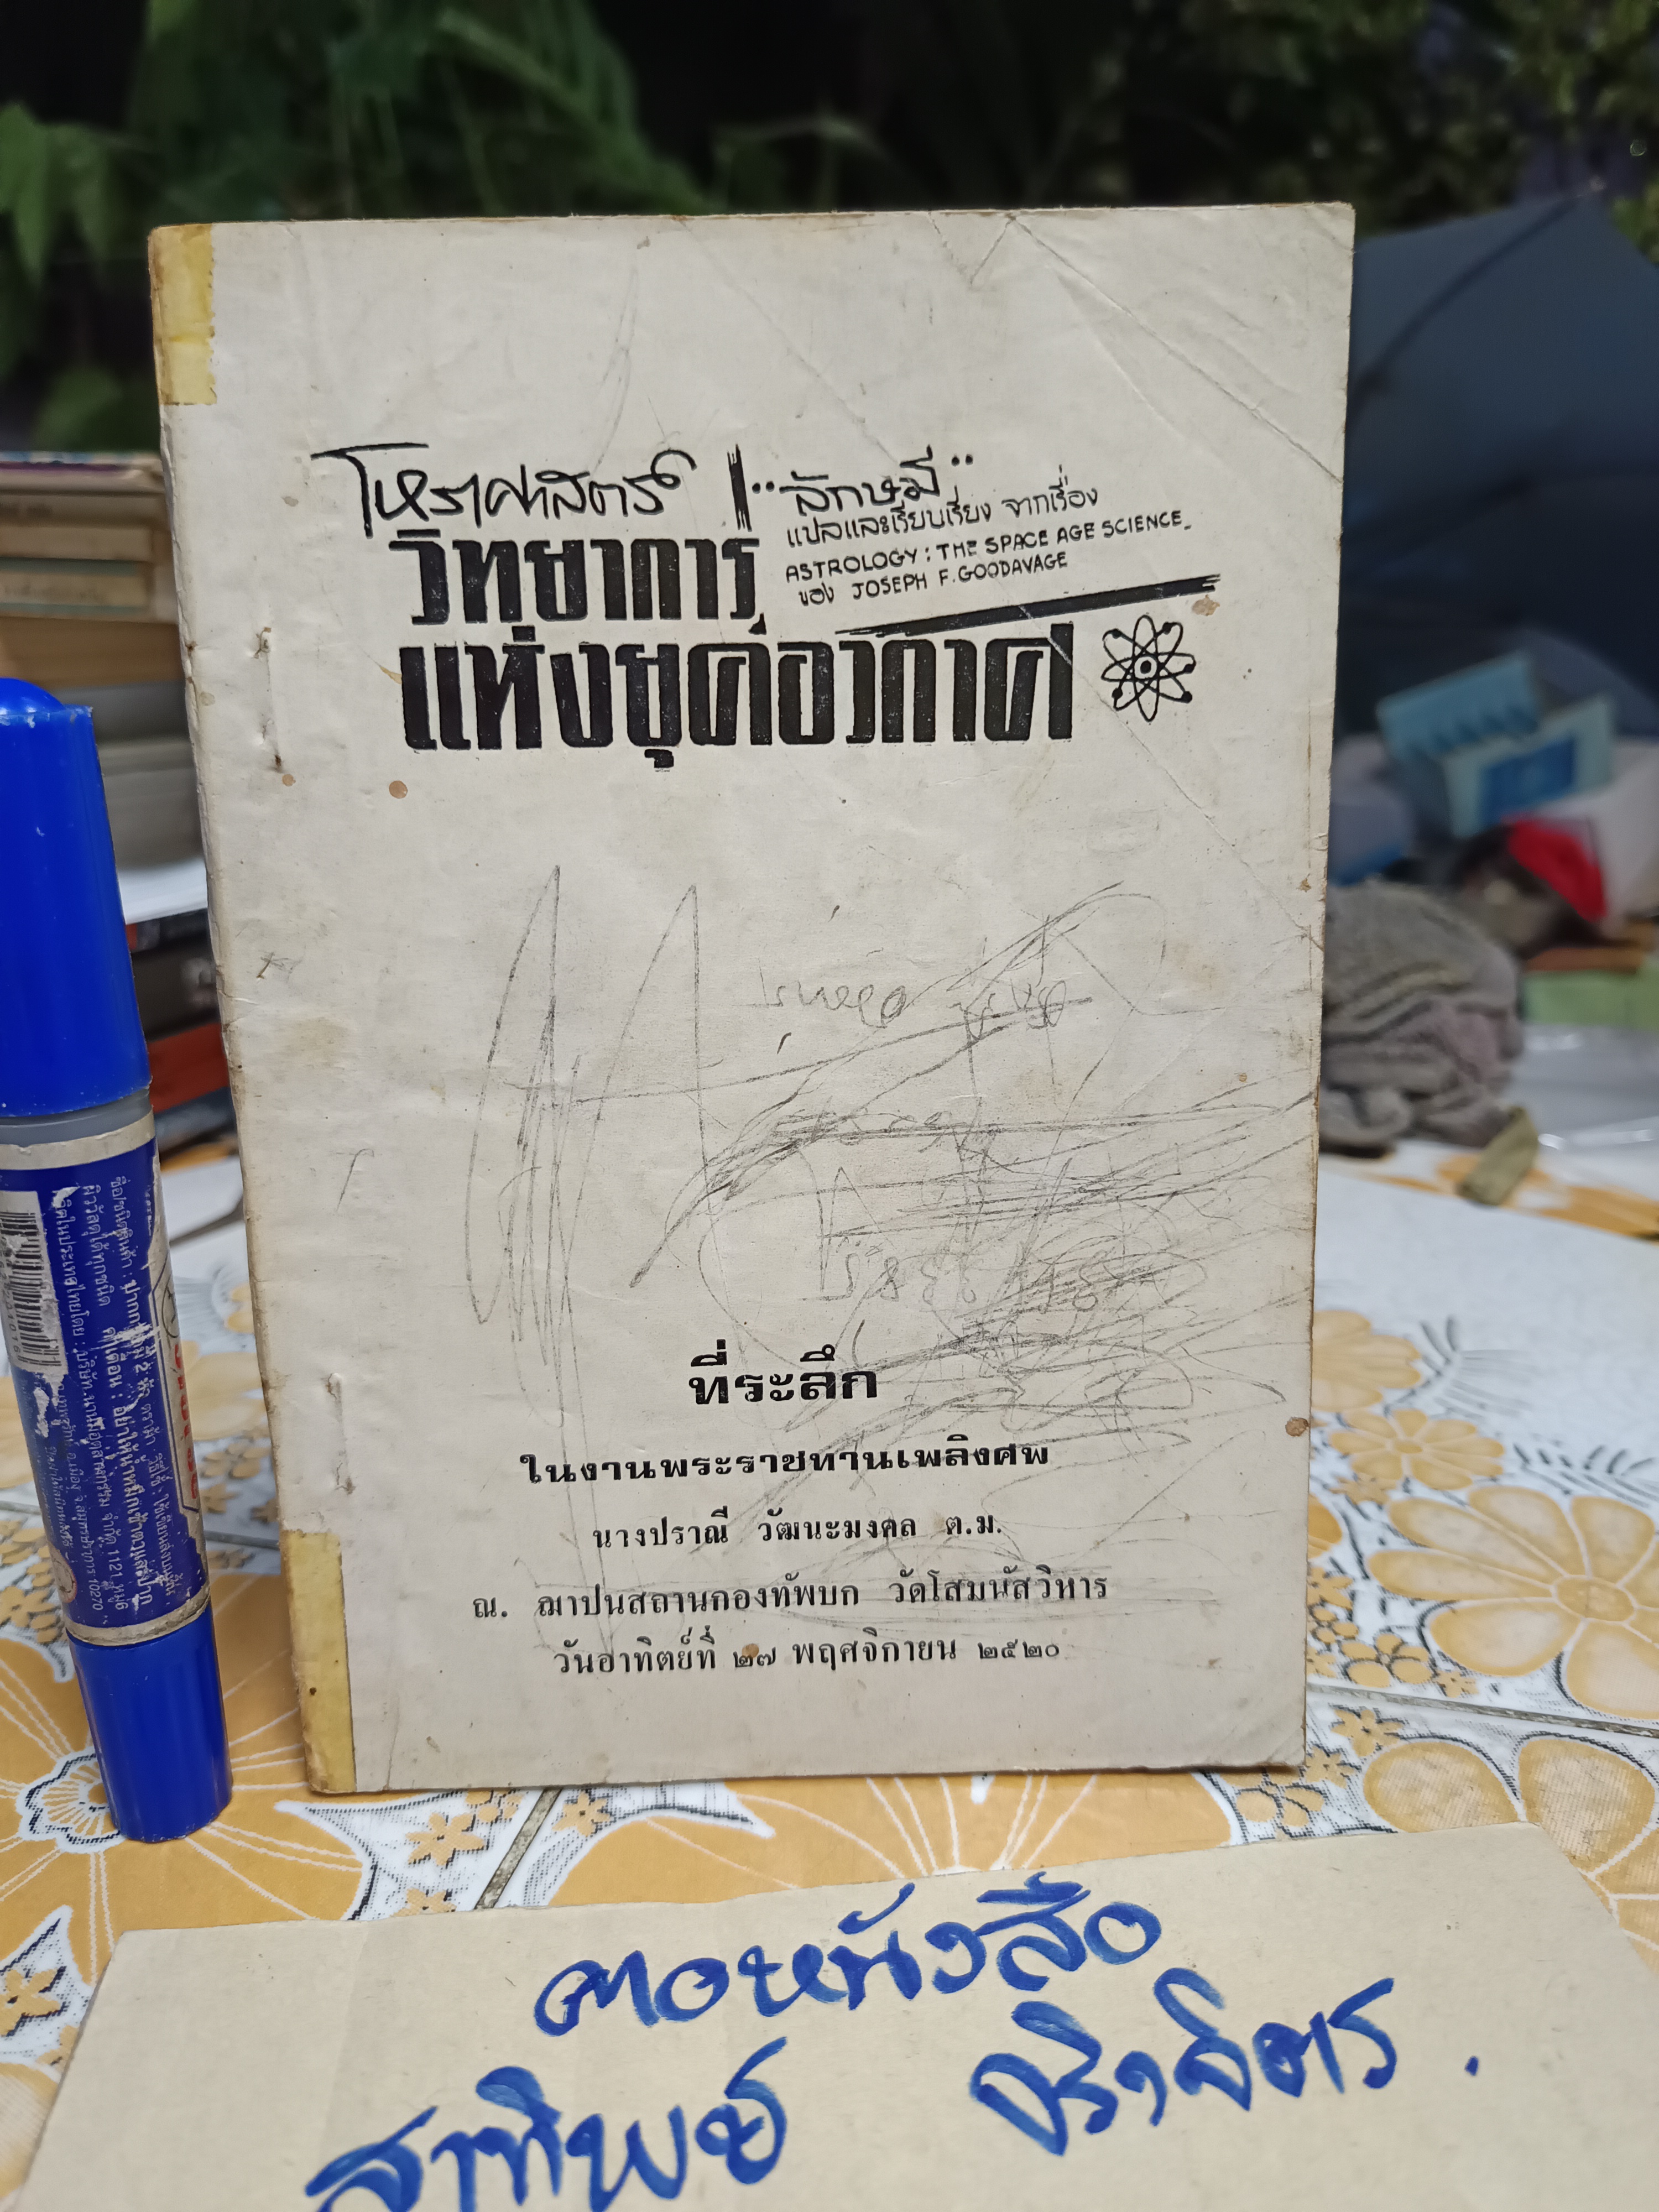 โหราศาสตร์
วิทยาการ
แห่งยุคอวกาศ
"ลักษมี"
แปลและเรียบเรียง จากเรื่อง
ASTROLOGY : THE SPACE AGE SCIENCE
ของ JOSEPH F. GOODAVAGE
ที่ระลึก
ในงานพระราชทานเพลิงศพ
นางปราณี วัฒนะมงคล ต.ม.
ณ. ฌาปนสถานกองทัพบก วัดโสมนัสวิหาร
วันอาทิตย์ที่ ๒๗ พฤศจิกายน ๒๕๒๐
ฅอหนังสือ
สาทิพย์ จิรจิตร.